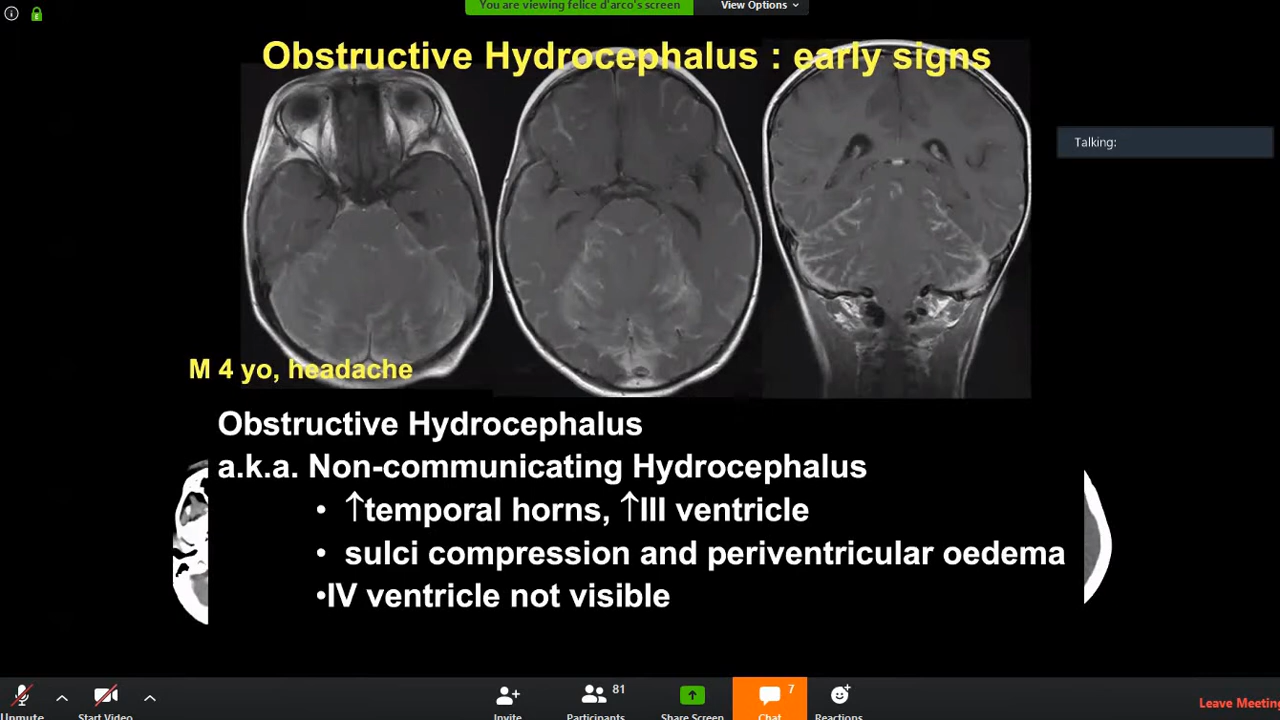 You are viewing felice d'arco's screen
View Options
E
Obstructive Hydrocephalus : early signs
Talking:
M 4 yo, headache
Obstructive Hydrocephalus
a.k.a. Non-communicating Hydrocephalus
• ↑temporal horns, ↑III ventricle
• sulci compression and periventricular oedema
•IV ventricle not visible
Unmute
Start Video
Invite
81
Participants
Share Screen
7
Chat
Reactions
Leave Meeting